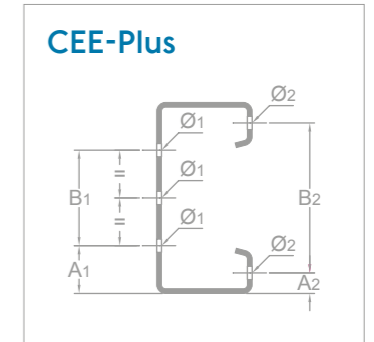 CEE-Plus
Ø2
Ø1
=
Ø1
B1
B2
=
Ø1
Ø2
A1
A2